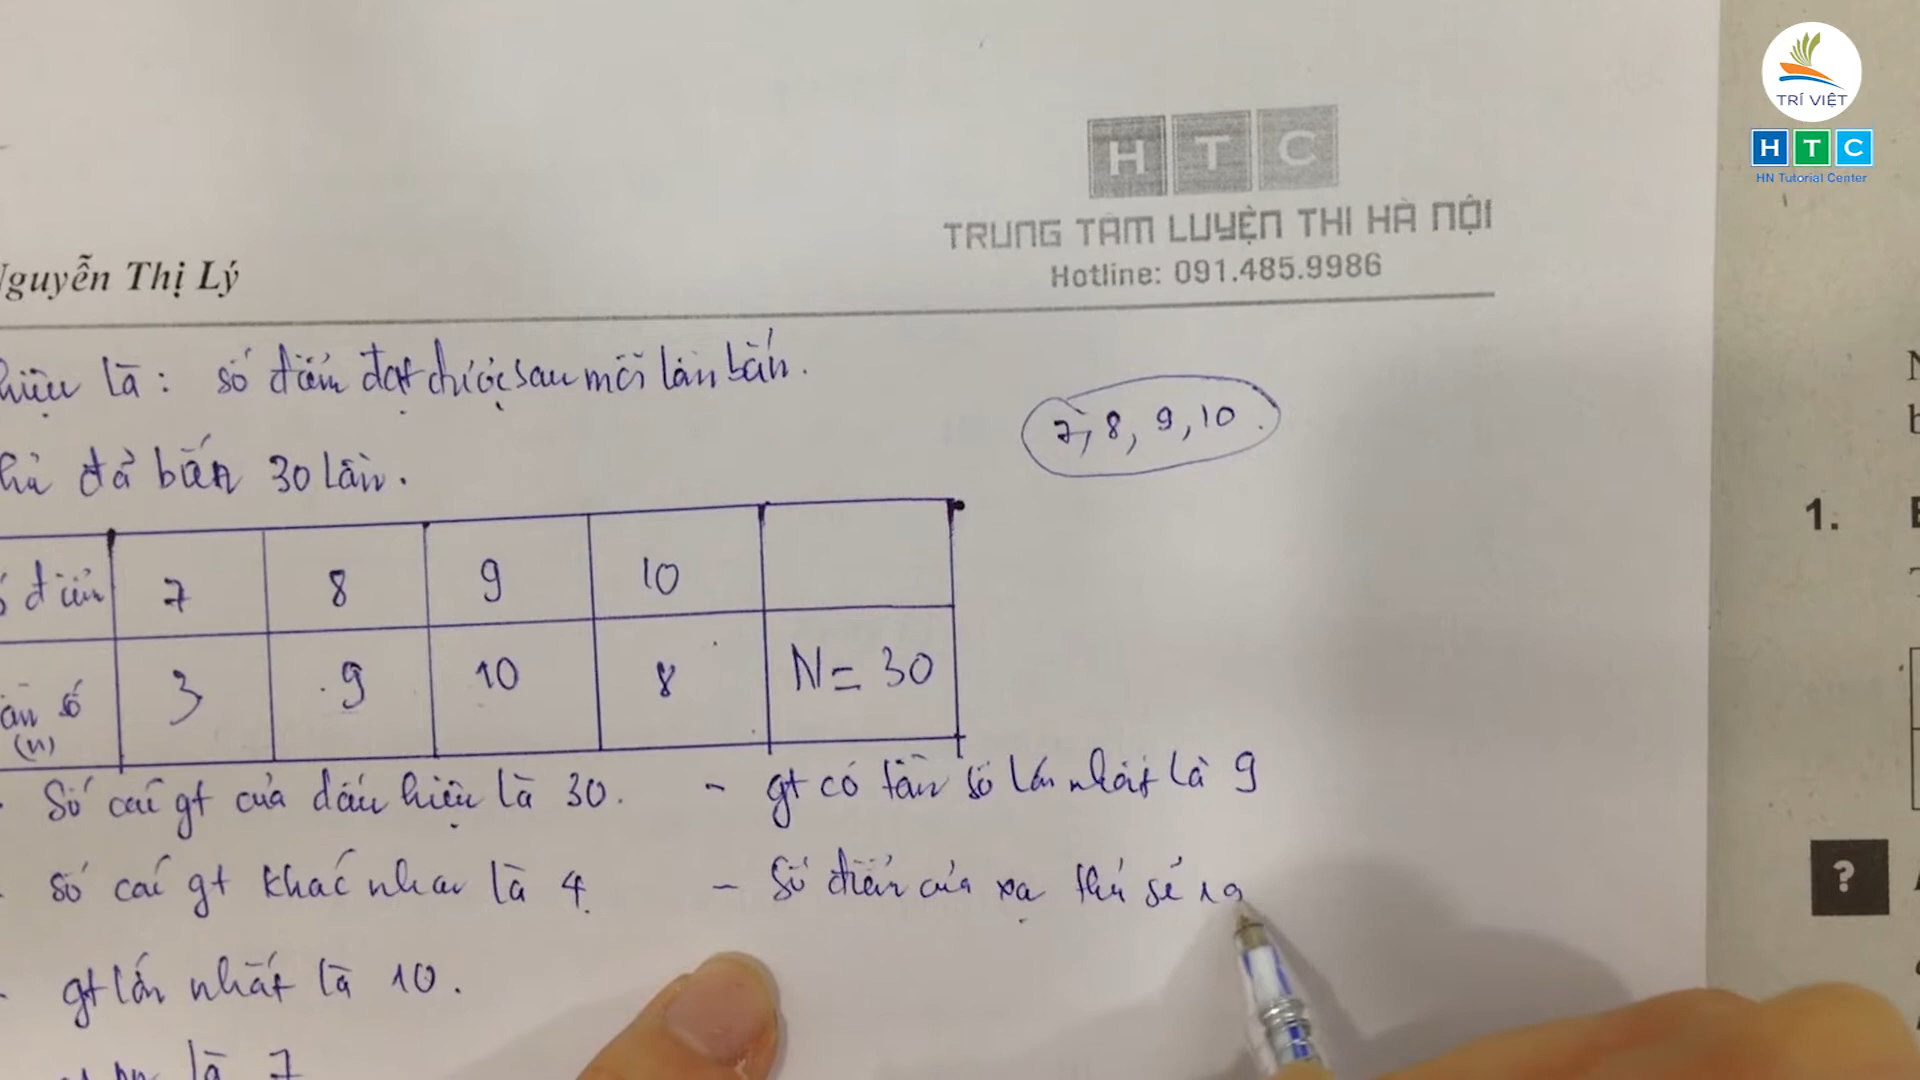 TRÍ VIỆT
H T C
HN Tutorial Center
H T C
TRUNG TÂM LUYỆN THI HÀ NỘI
Hotline: 091.485.9986
Nguyễn Thị Lý
hiệu là: số điểm đạt được sau mỗi lần bắn.
7, 8, 9, 10.
thủ đã bắn 30 lần.
số điểm 7 8 9 10
tần số (n) 3 9 10 8 N = 30
- Số các gt của dấu hiệu là 30.
- số các gt khác nhau là 4.
- gt lớn nhất là 10.
là 7
- gt có tần số lớn nhất là 9
- Số điểm của xạ thủ sẽ
1.
?